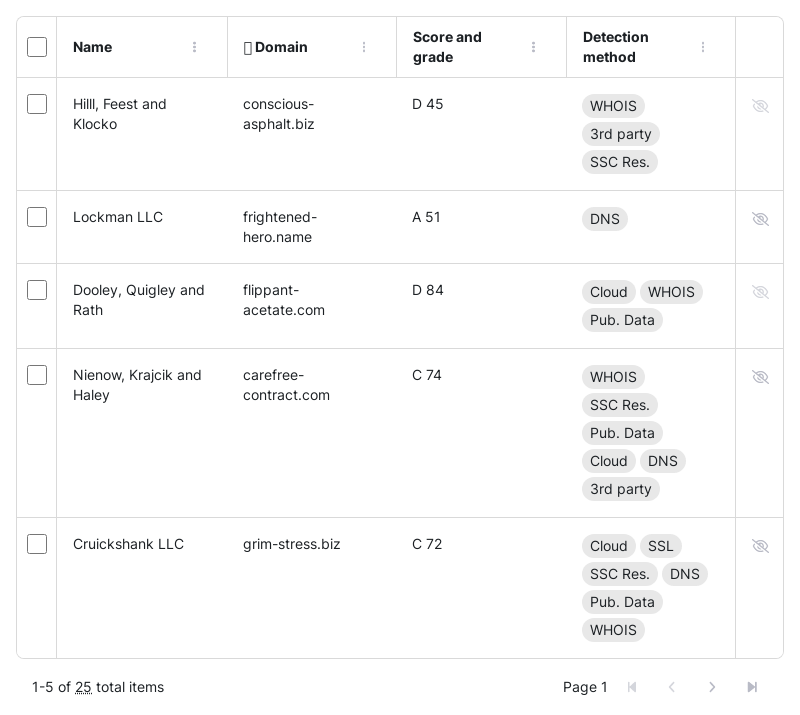 Name
Domain
Score and
grade
Detection
method
Hilll, Feest and
Klocko
conscious-
asphalt.biz
D 45
WHOIS
3rd party
SSC Res.
Lockman LLC
frightened-
hero.name
A 51
DNS
Dooley, Quigley and
Rath
flippant-
acetate.com
D 84
Cloud WHOIS
Pub. Data
Nienow, Krajcik and
Haley
carefree-
contract.com
C 74
WHOIS
SSC Res.
Pub. Data
Cloud DNS
3rd party
Cruickshank LLC
grim-stress.biz
C 72
Cloud SSL
SSC Res. DNS
Pub. Data
WHOIS
1-5 of 25 total items
Page 1